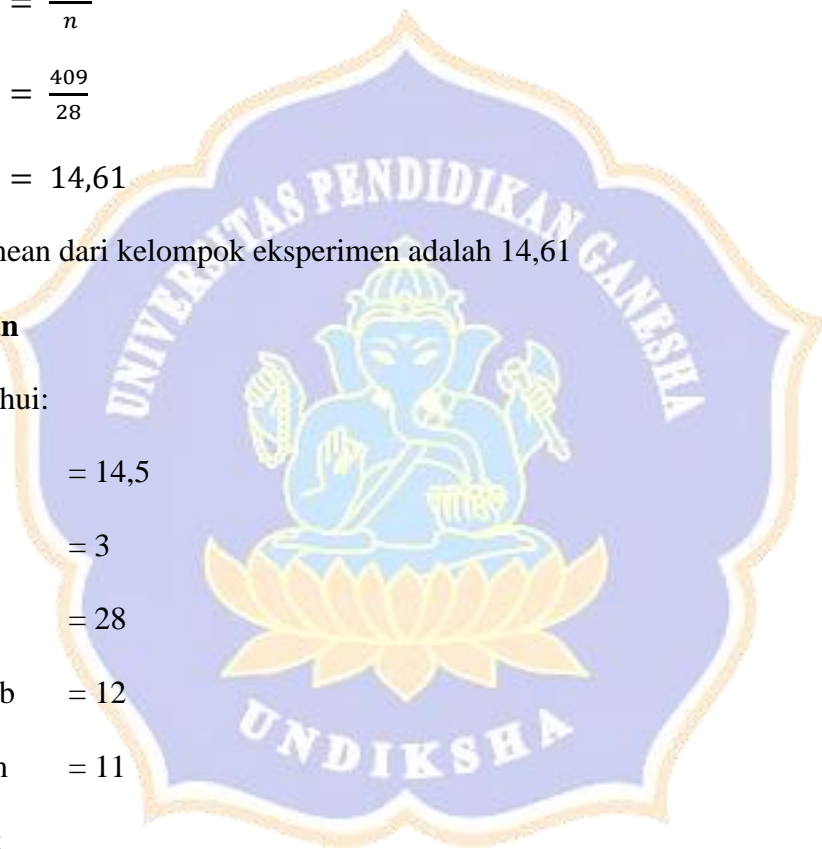 = —
n
= 409
28
= 14,61
nean dari kelompok eksperimen adalah 14,61
n
hui:
= 14,5
= 3
= 28
b = 12
n = 11
UNIVERSITAS PENDIDIKAN GANESHA
UNDIKSHA